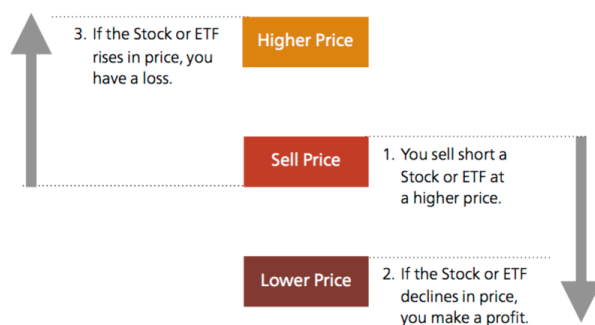 3. If the Stock or ETF
rises in price, you
have a loss.
Higher Price
Sell Price
1. You sell short a
Stock or ETF at
a higher price.
Lower Price
2. If the Stock or ETF
declines in price,
you make a profit.